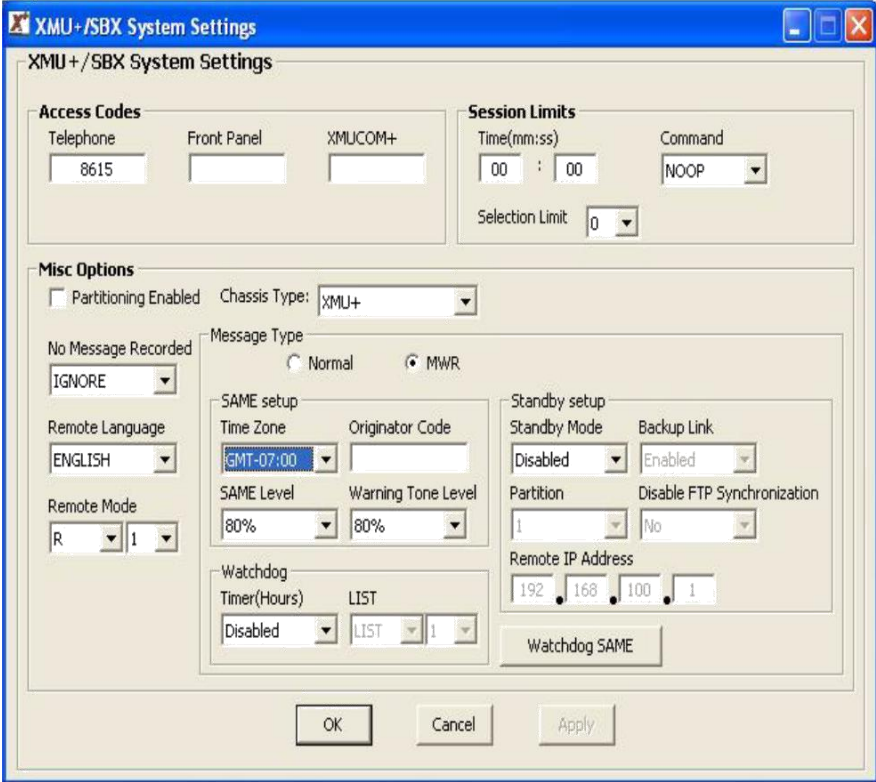 XMU+/SBX System Settings
XMU+/SBX System Settings
Access Codes
Telephone Front Panel XMUCOM+
8615
Session Limits
Time(mm:ss) Command
00 : 00 NOOP
Selection Limit 0
Misc Options
Partitioning Enabled Chassis Type: XMU+
No Message Recorded
IGNORE
Remote Language
ENGLISH
Remote Mode
R 1
Message Type
Normal MWR
SAME setup
Time Zone Originator Code
GMT-07:00
SAME Level Warning Tone Level
80% 80%
Watchdog
Timer(Hours) LIST
Disabled LIST 1
Standby setup
Standby Mode Backup Link
Disabled Enabled
Partition Disable FTP Synchronization
1 No
Remote IP Address
192 . 168 . 100 . 1
Watchdog SAME
OK Cancel Apply